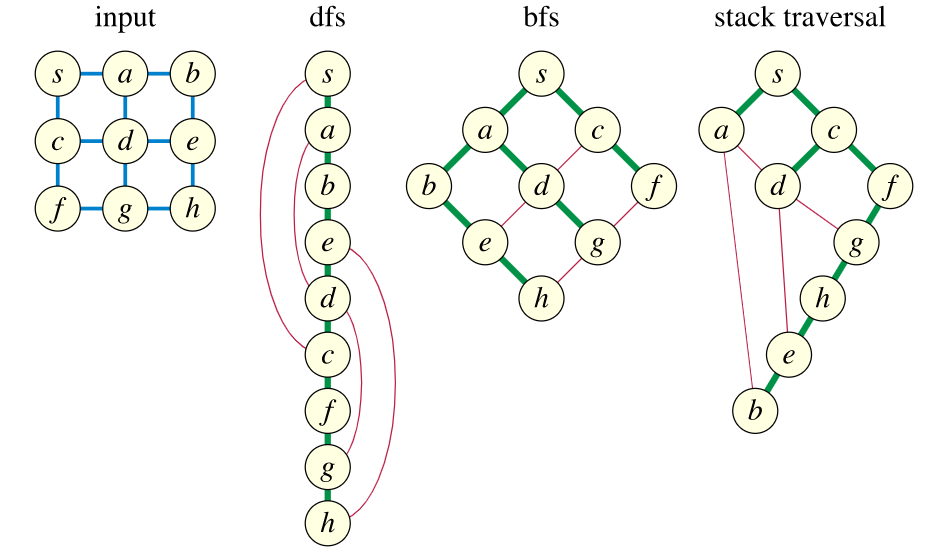 input
dfs
bfs
stack traversal
s a b
c d e
f g h
s
a
b
e
d
c
f
g
h
s
a c
b d f
e g
h
s
a c
d f
g
h
e
b